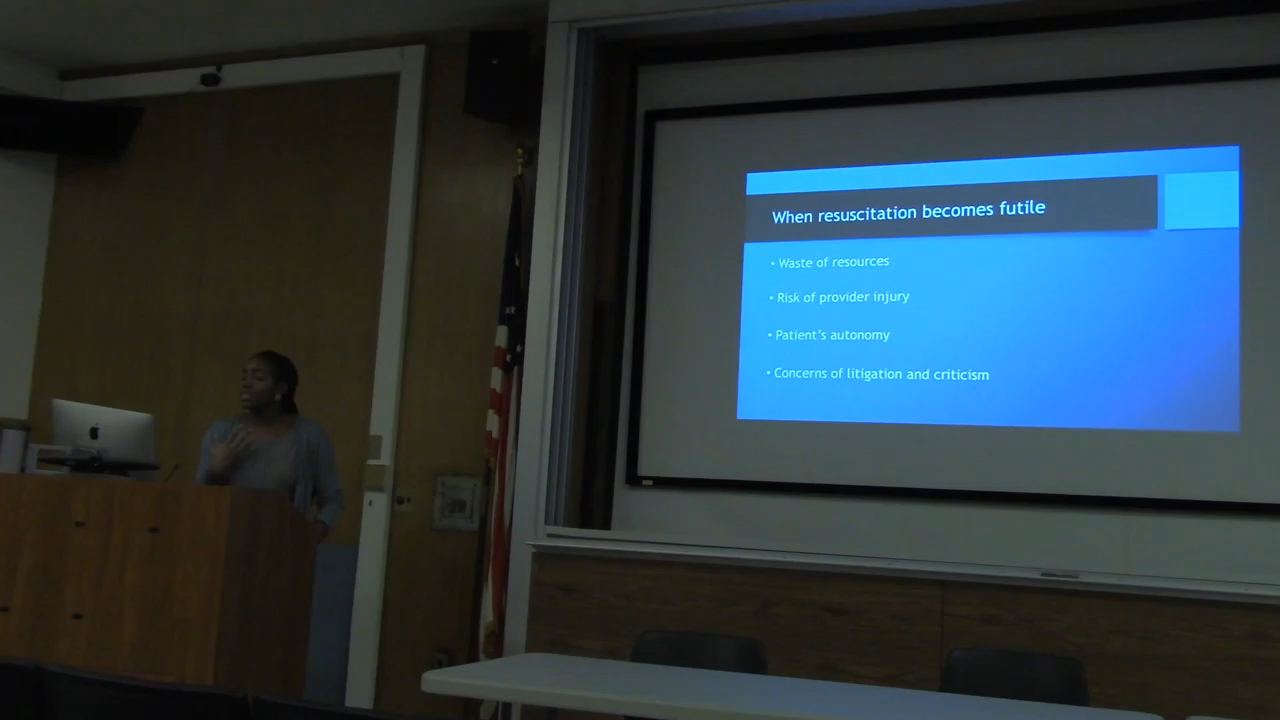 When resuscitation becomes futile
• Waste of resources
• Risk of provider injury
• Patient's autonomy
• Concerns of litigation and criticism